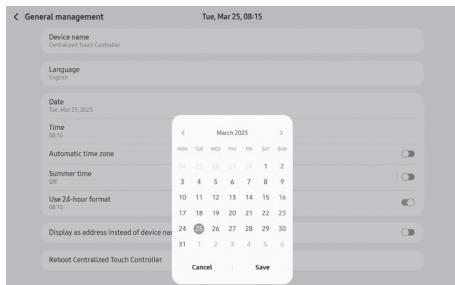 General management
Tue, Mar 25, 08:15
Device name
Centralized Touch Controller
Language
English
Date
Tue, Mar 25, 2025
Time
08:15
Automatic time zone
Summer time
Off
Use 24-hour format
08:15
Display as address instead of device nar
Reboot Centralized Touch Controller
March 2025
MON TUE WED THU FRI SAT SUN
24 25 26 27 28 1 2
3 4 5 6 7 8 9
10 11 12 13 14 15 16
17 18 19 20 21 22 23
24 25 26 27 28 29 30
31 1 2 3 4 5 6
Cancel Save